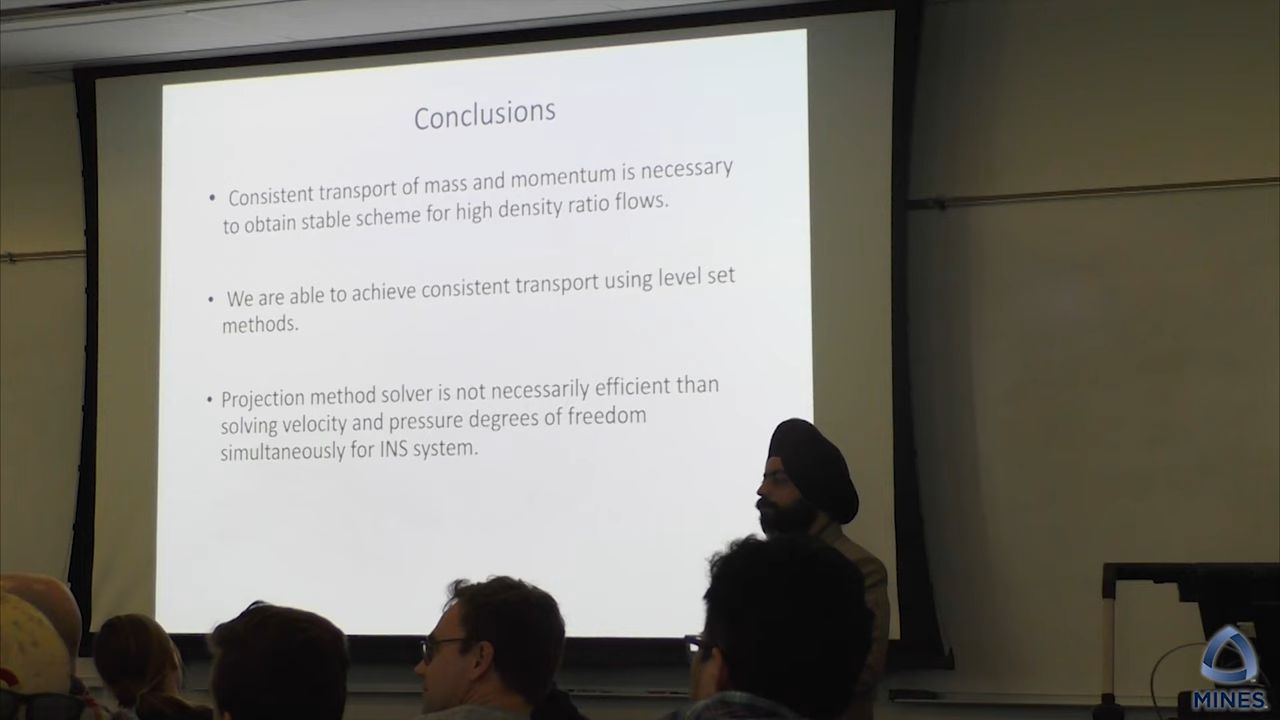 Conclusions
• Consistent transport of mass and momentum is necessary
to obtain stable scheme for high density ratio flows.
• We are able to achieve consistent transport using level set
methods.
• Projection method solver is not necessarily efficient than
solving velocity and pressure degrees of freedom
simultaneously for INS system.
MINES